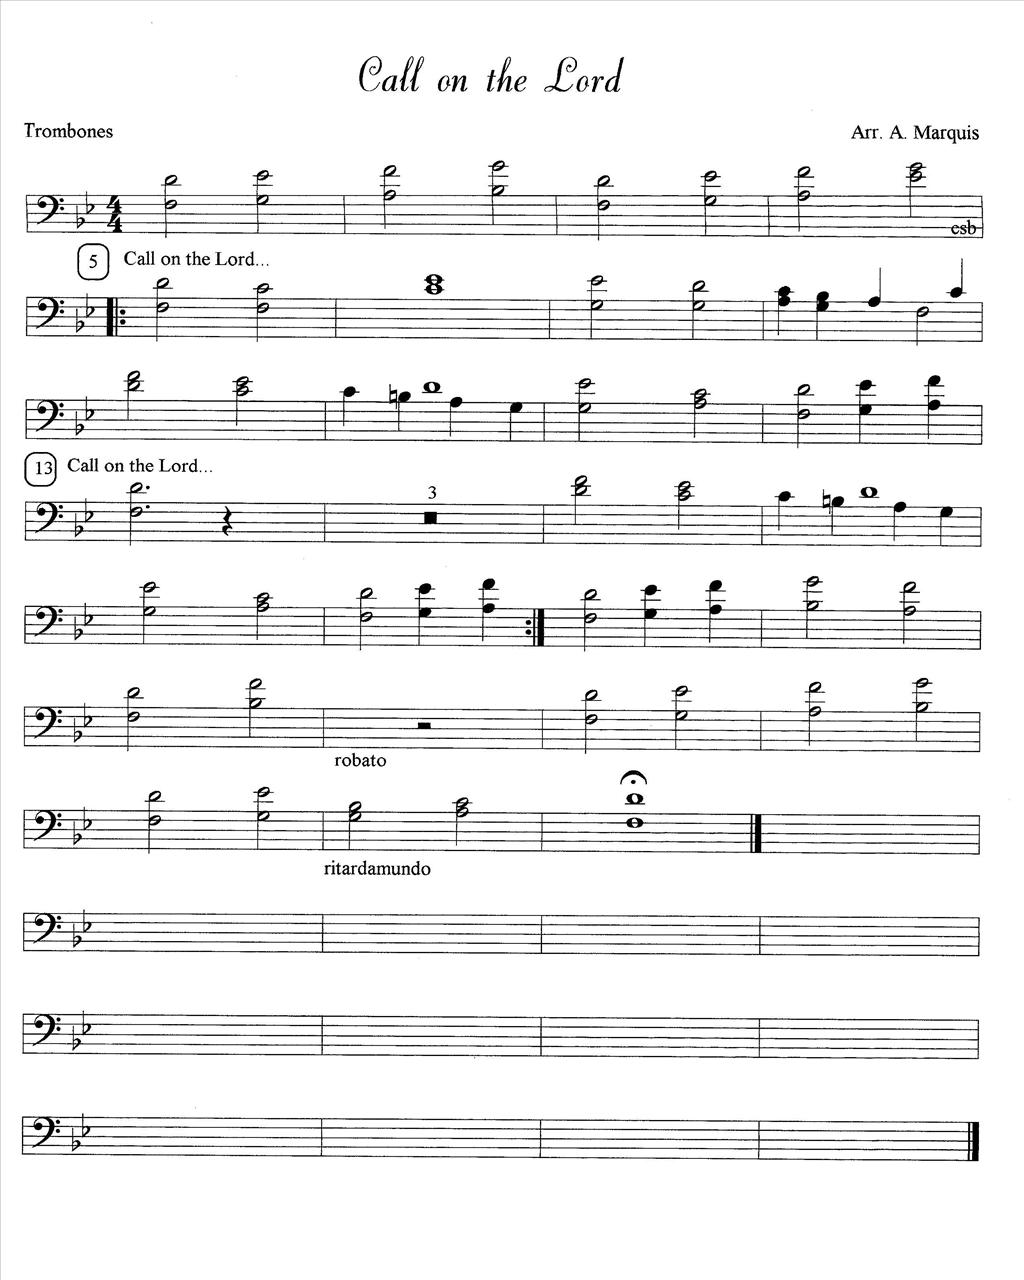 Call on the Lord
Trombones
Arr. A. Marquis
4
4
csb
5 Call on the Lord...
13 Call on the Lord...
3
robato
ritardamundo